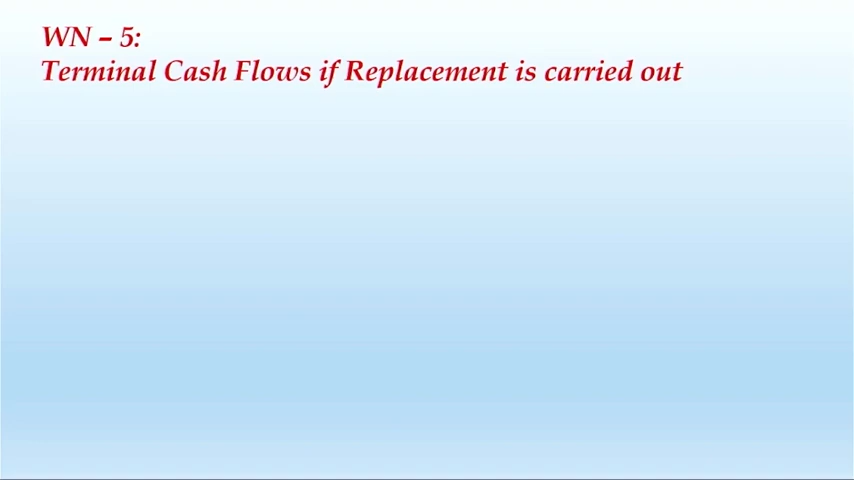 WN – 5:
Terminal Cash Flows if Replacement is carried out